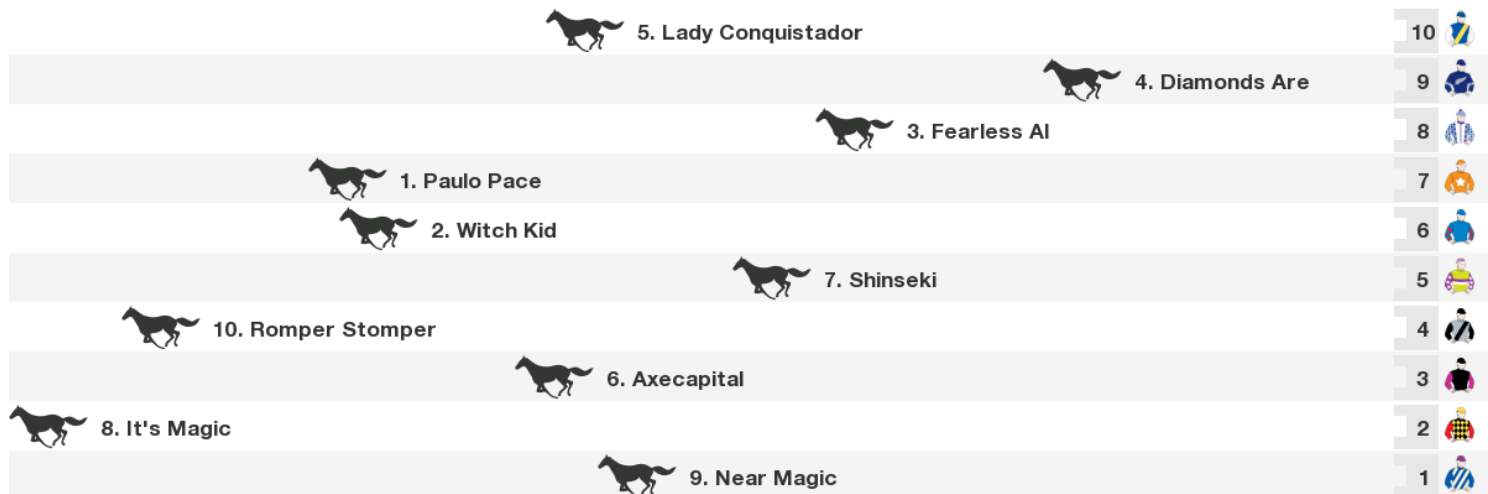 5. Lady Conquistador 10
4. Diamonds Are 9
3. Fearless Al 8
1. Paulo Pace 7
2. Witch Kid 6
7. Shinseki 5
10. Romper Stomper 4
6. Axecapital 3
8. It's Magic 2
9. Near Magic 1